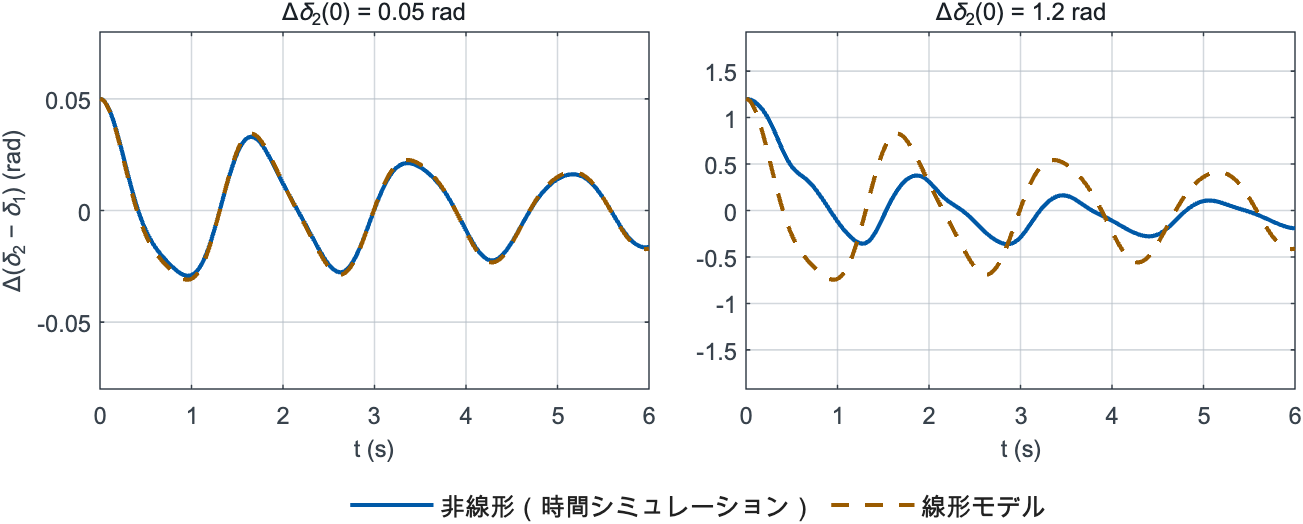 Δδ₂(0) = 0.05 rad
Δ(δ₂ − δ₁) (rad)
0.05
0
-0.05
0 1 2 3 4 5 6
t (s)
Δδ₂(0) = 1.2 rad
1.5
1
0.5
0
-0.5
-1
-1.5
0 1 2 3 4 5 6
t (s)
非線形（時間シミュレーション） 線形モデル